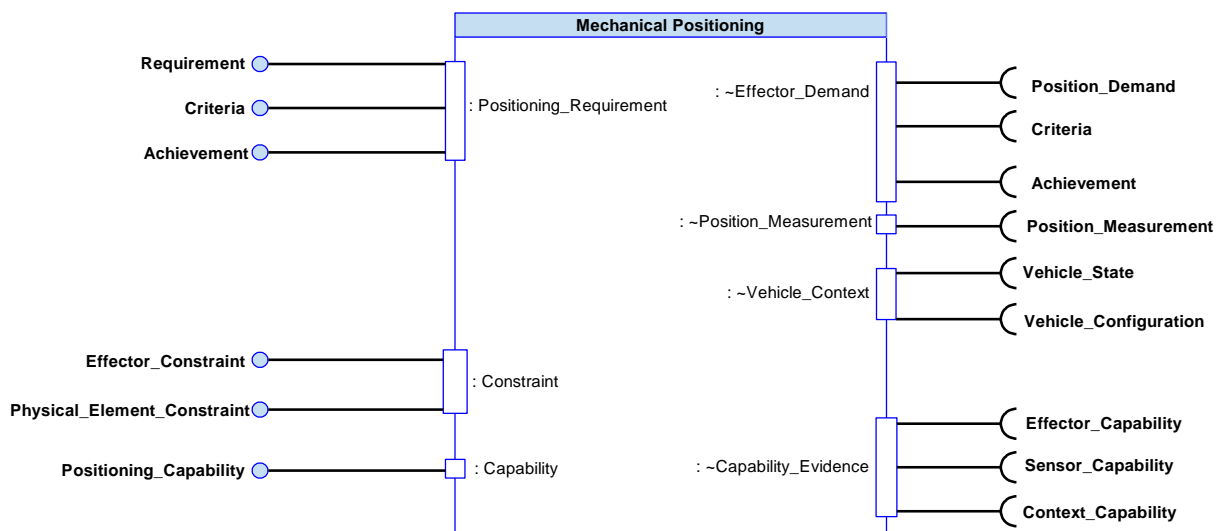 Mechanical Positioning
Requirement
Criteria
Achievement
: Positioning_Requirement
: ~Effector_Demand
Position_Demand
Criteria
Achievement
: ~Position_Measurement
Position_Measurement
: ~Vehicle_Context
Vehicle_State
Vehicle_Configuration
Effector_Constraint
Physical_Element_Constraint
: Constraint
Positioning_Capability
: Capability
: ~Capability_Evidence
Effector_Capability
Sensor_Capability
Context_Capability